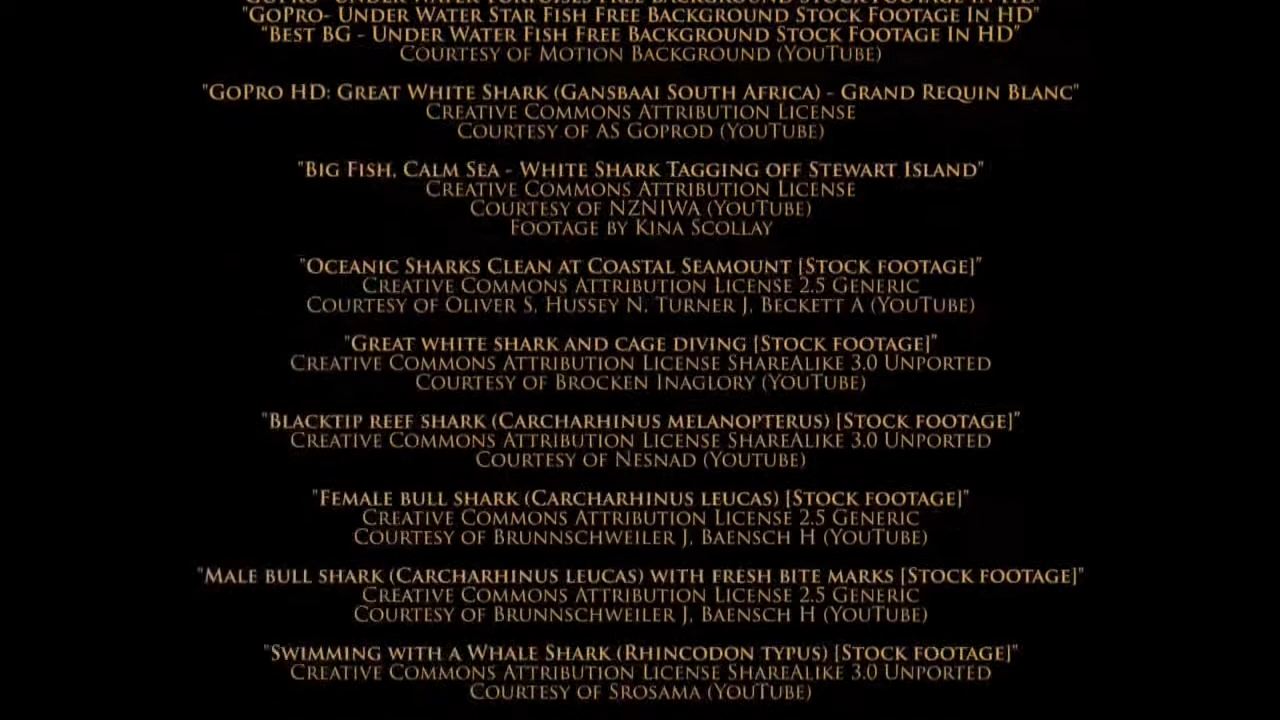 "GoPro- Under Water Tortoises Free Background Stock Footage In HD"
"GoPro- Under Water Star Fish Free Background Stock Footage In HD"
"Best BG - Under Water Fish Free Background Stock Footage In HD"
Courtesy of Motion Background (YouTube)
"GoPro HD: Great White Shark (Gansbaai South Africa) - Grand Requin Blanc"
Creative Commons Attribution License
Courtesy of AS Goprod (YouTube)
"Big Fish, Calm Sea - White Shark Tagging off Stewart Island"
Creative Commons Attribution License
Courtesy of NZNIWA (YouTube)
Footage by Kina Scollay
"Oceanic Sharks Clean at Coastal Seamount [Stock footage]"
Creative Commons Attribution License 2.5 Generic
Courtesy of Oliver S, Hussey N, Turner J, Beckett A (YouTube)
"Great white shark and cage diving [Stock footage]"
Creative Commons Attribution License ShareAlike 3.0 Unported
Courtesy of Brocken Inaglory (YouTube)
"Blacktip reef shark (Carcharhinus melanopterus) [Stock footage]"
Creative Commons Attribution License ShareAlike 3.0 Unported
Courtesy of Nesnad (Youtube)
"Female bull shark (Carcharhinus leucas) [Stock footage]"
Creative Commons Attribution License 2.5 Generic
Courtesy of Brunnschweiler J, Baensch H (YouTube)
"Male bull shark (Carcharhinus leucas) with fresh bite marks [Stock footage]"
Creative Commons Attribution License 2.5 Generic
Courtesy of Brunnschweiler J, Baensch H (YouTube)
"Swimming with a Whale Shark (Rhincodon typus) [Stock footage]"
Creative Commons Attribution License ShareAlike 3.0 Unported
Courtesy of Srosama (YouTube)